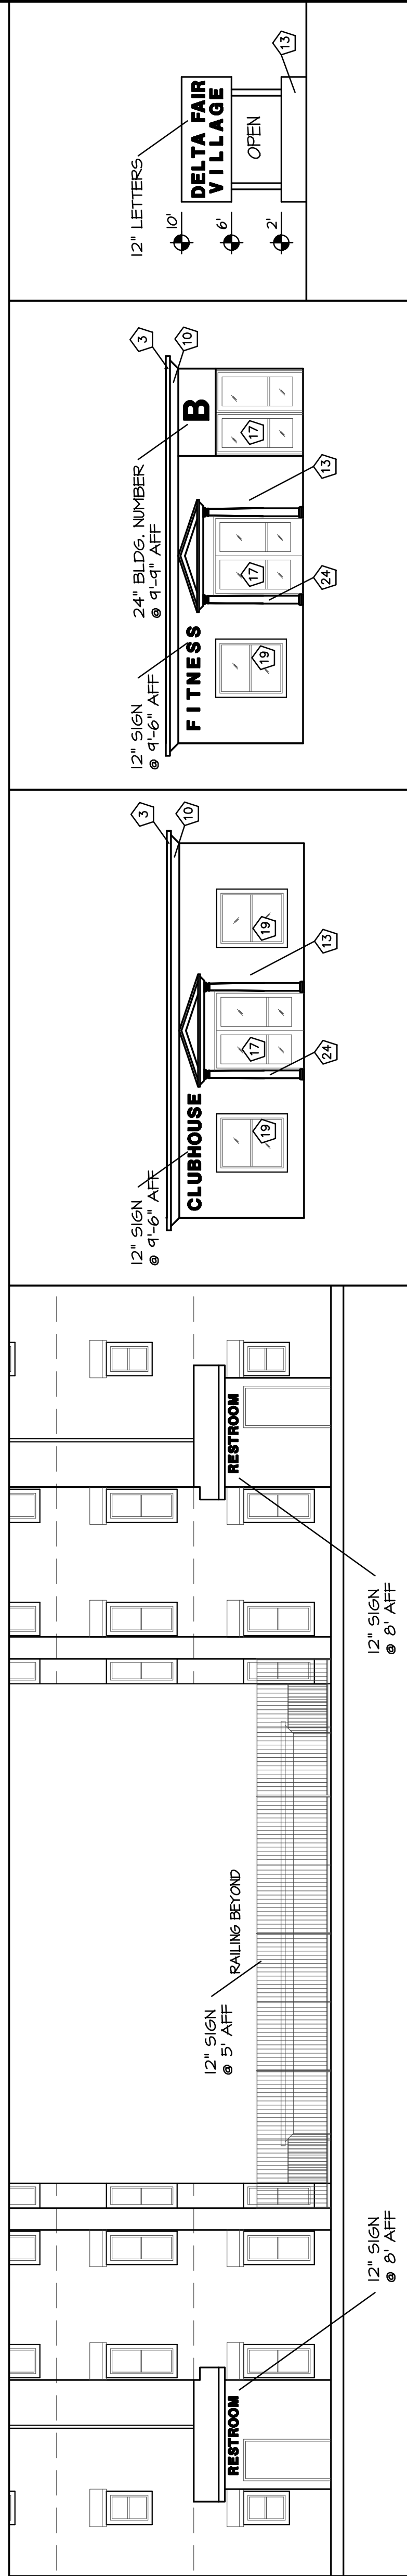 12" SIGN
@ 8' AFF
RESTROOM
12" SIGN
@ 5' AFF
RAILING BEYOND
RESTROOM
12" SIGN
@ 8' AFF
12" SIGN
@ 9'-6" AFF
CLUBHOUSE
3
10
19
17
19
24
13
12" SIGN
@ 9'-6" AFF
24" BLDG. NUMBER
@ 9'-9" AFF
FITNESS
B
3
10
19
17
17
24
13
12" LETTERS
10'
6'
2'
DELTA FAIR
VILLAGE
OPEN
13